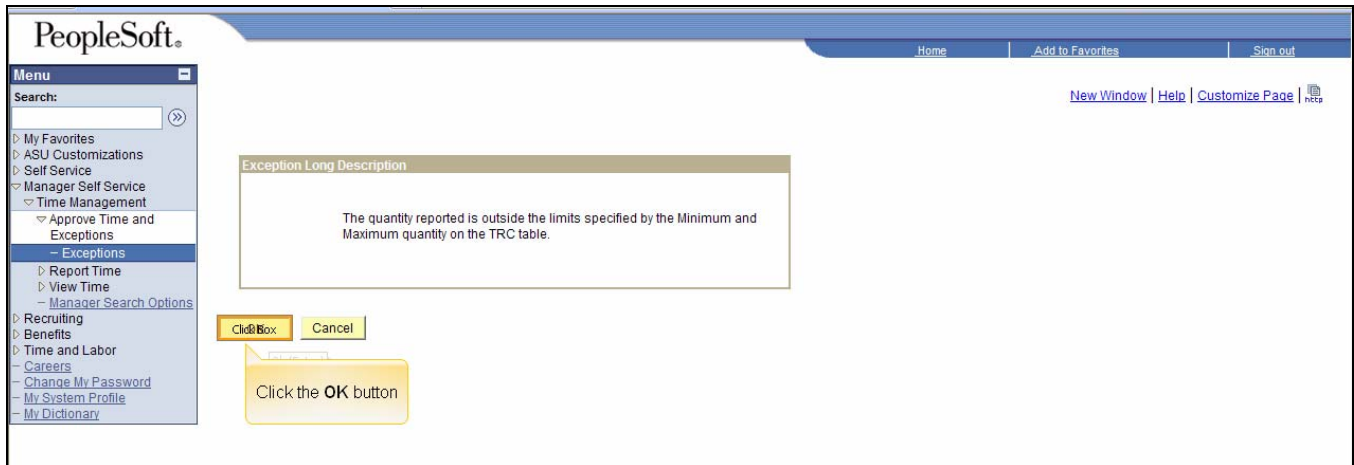 PeopleSoft®
Home
Add to Favorites
Sign out
Menu
Search:
New Window | Help | Customize Page | http
My Favorites
ASU Customizations
Self Service
Manager Self Service
Time Management
Approve Time and
Exceptions
– Exceptions
Report Time
View Time
– Manager Search Options
Recruiting
Benefits
Time and Labor
– Careers
– Change My Password
– My System Profile
– My Dictionary
Exception Long Description
The quantity reported is outside the limits specified by the Minimum and
Maximum quantity on the TRC table.
Click Box
Cancel
Click the OK button